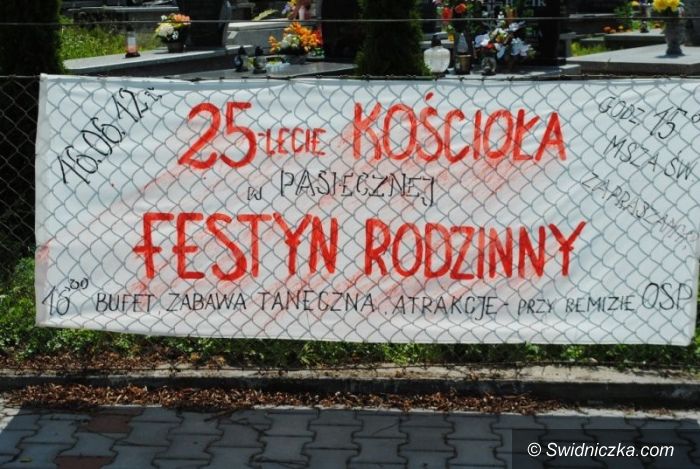 16.06.12r.
25-LECIE KOŚCIOŁA
W PASIECZNEJ
FESTYN RODZINNY
GODZ 15
MSZA ŚW
ZAPRASZAMY
16.00 BUFET, ZABAWA TANECZNA, ATRAKCJE - PRZY REMIZIE OSP
© Swidniczka.com